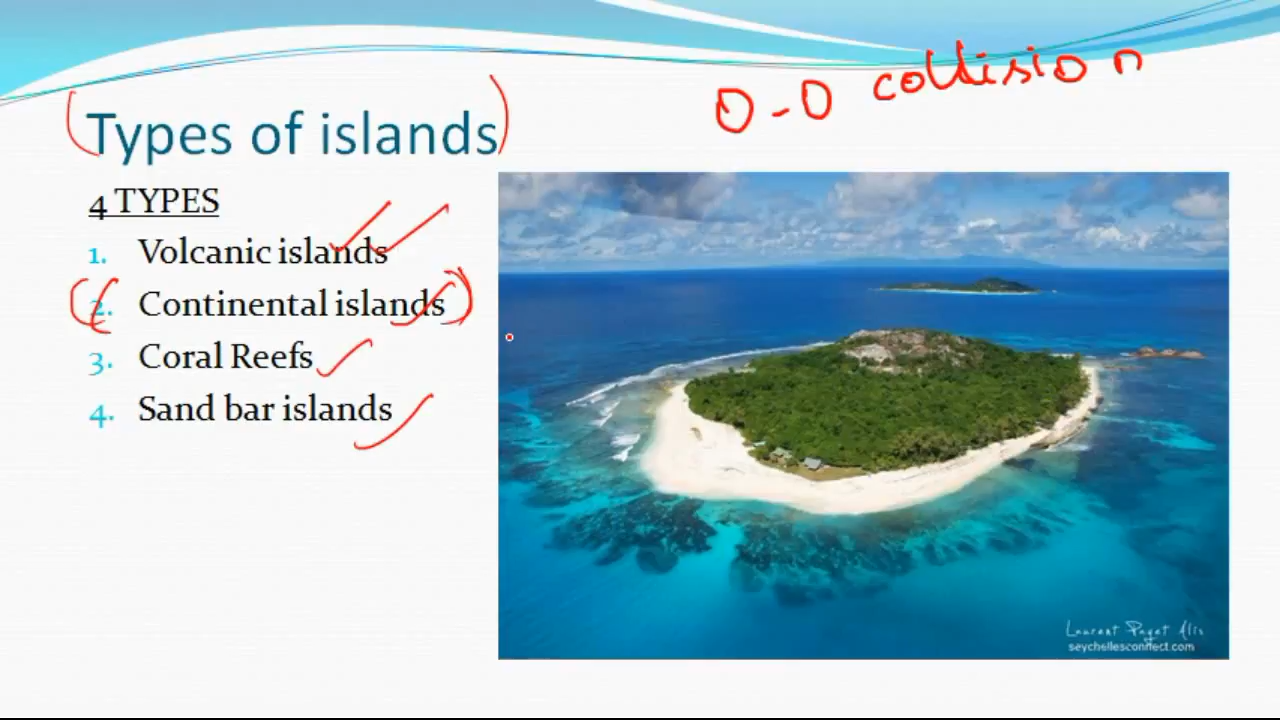 O-O collision
Types of islands
4 TYPES
1. Volcanic islands
2. Continental islands
3. Coral Reefs
4. Sand bar islands
Laurent Paget Alis
seychellesconnect.com